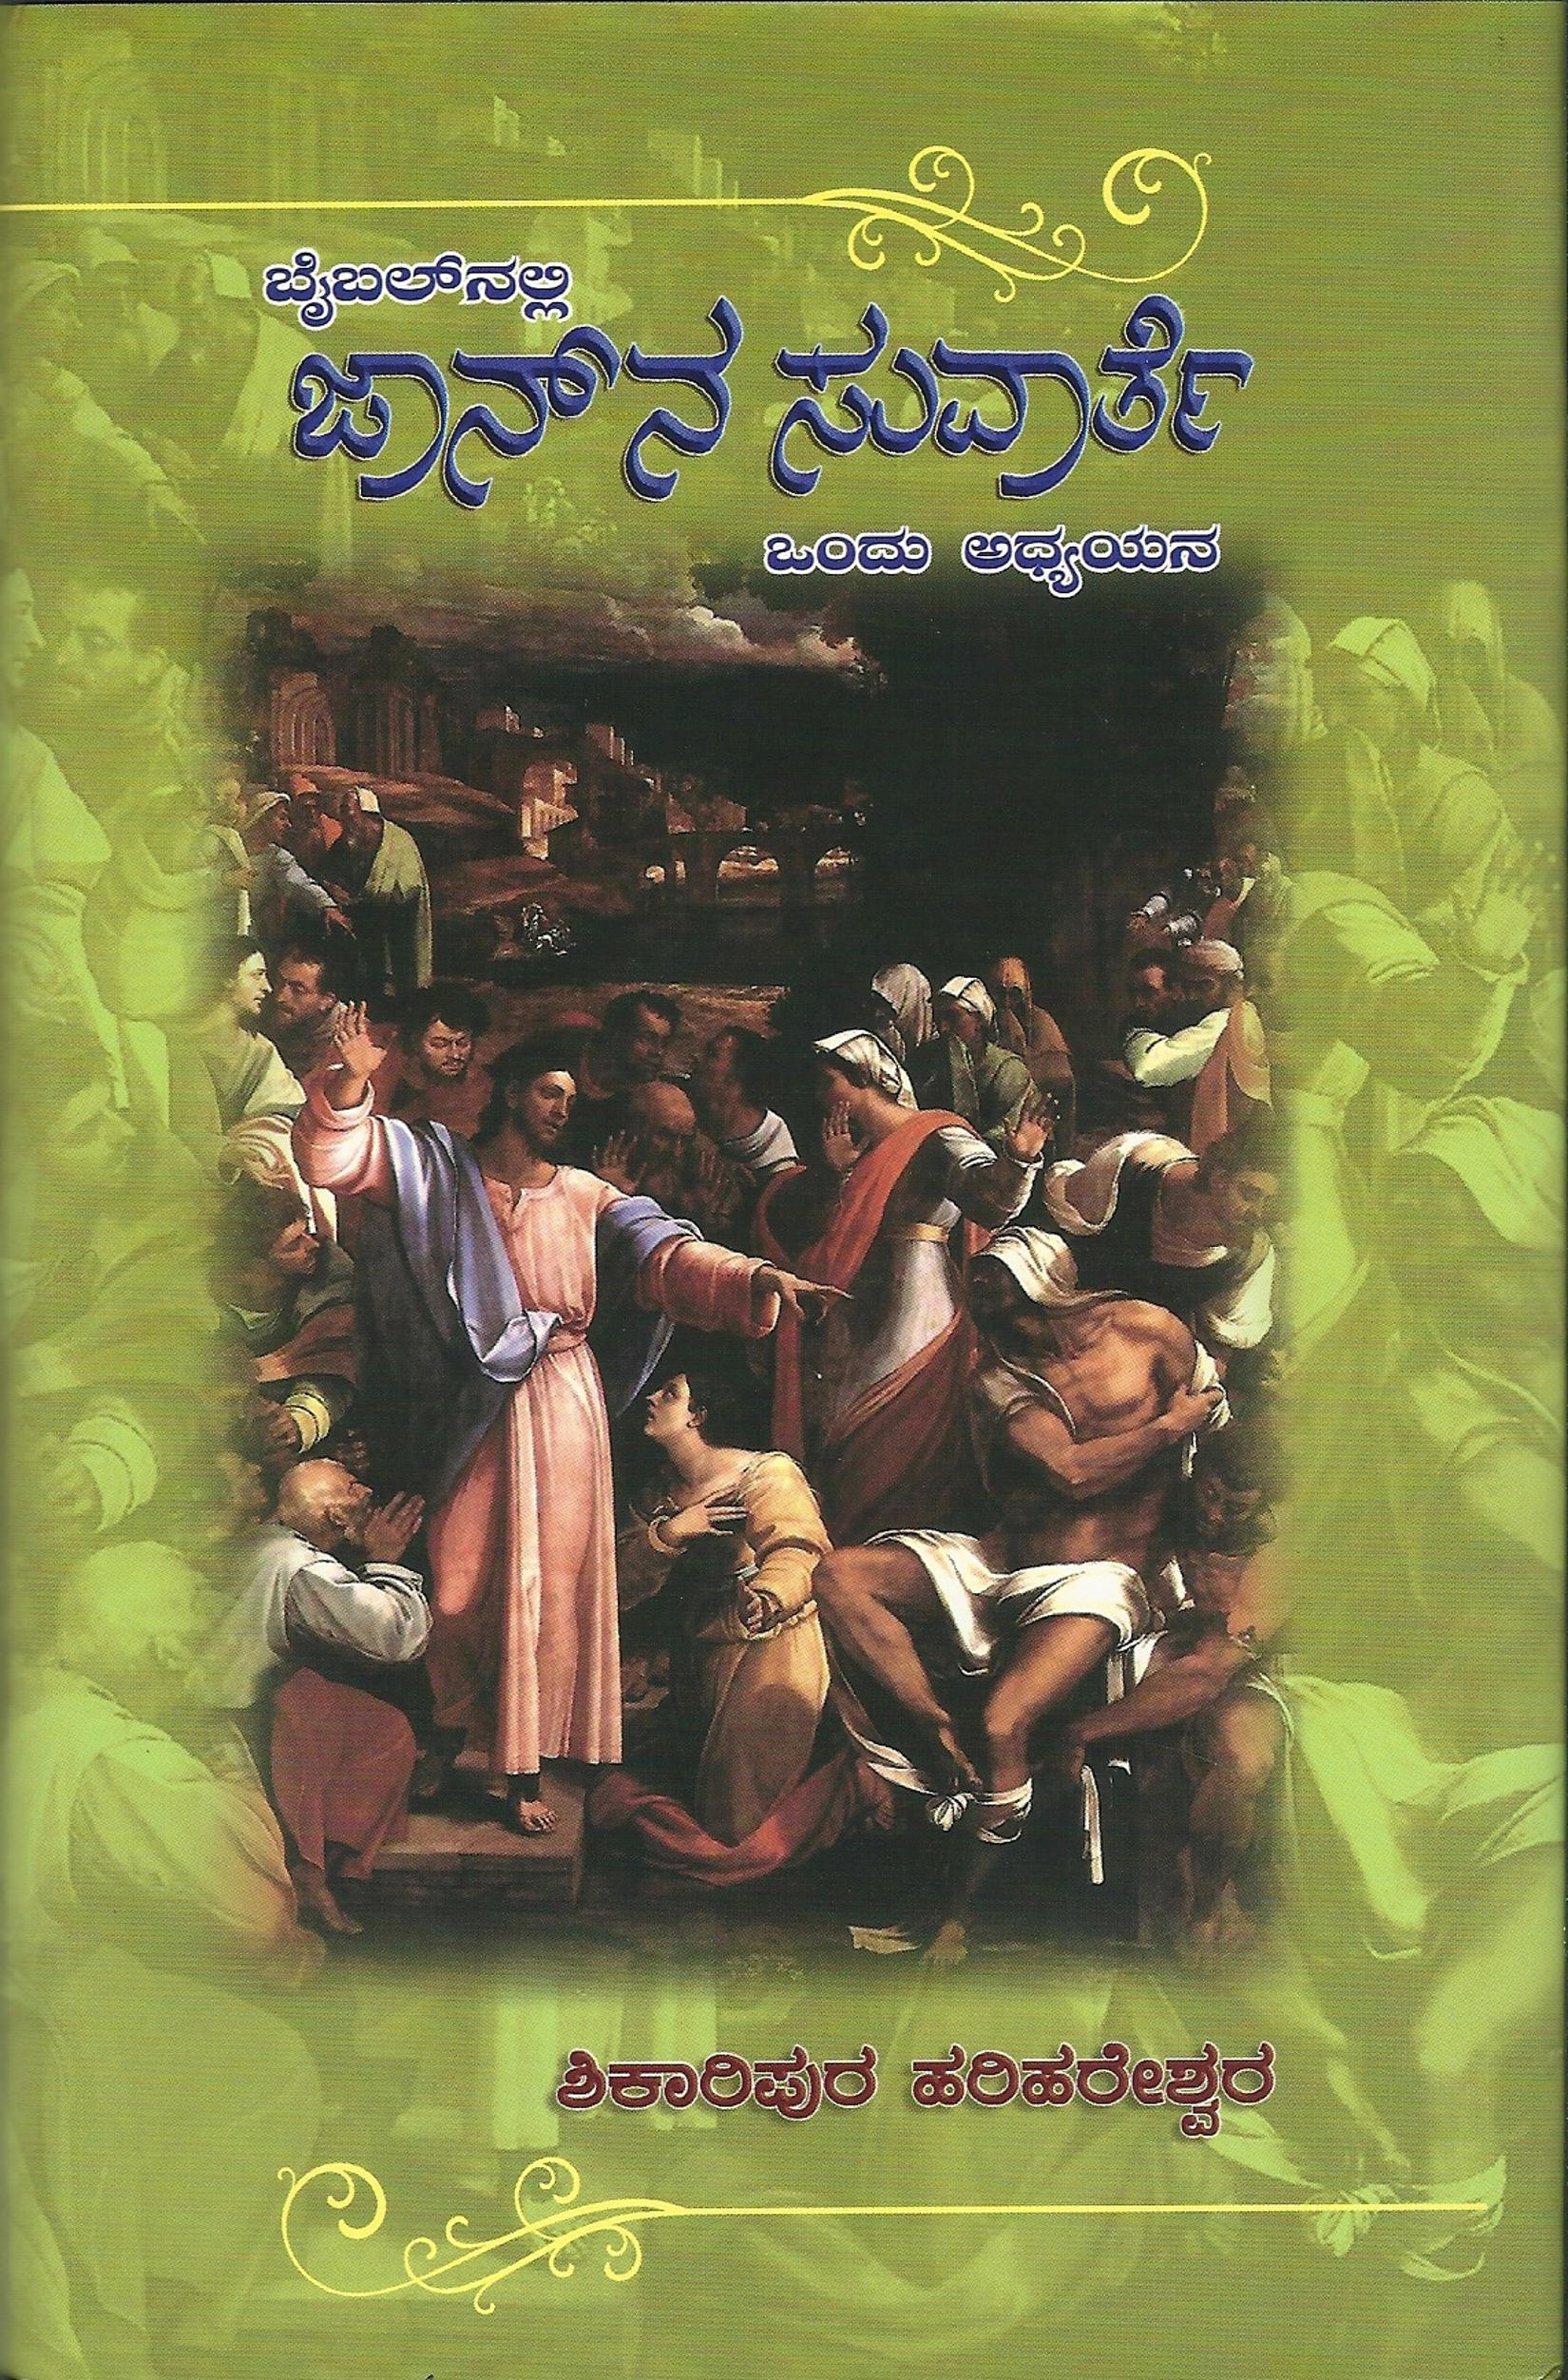 ಬೈಬಲ್‌ನಲ್ಲಿ
ಜಾನ್‌ನ ಸುವಾರ್ತೆ
ಒಂದು ಅಧ್ಯಯನ
ಶಿಕಾರಿಪುರ ಹರಿಹರೇಶ್ವರ